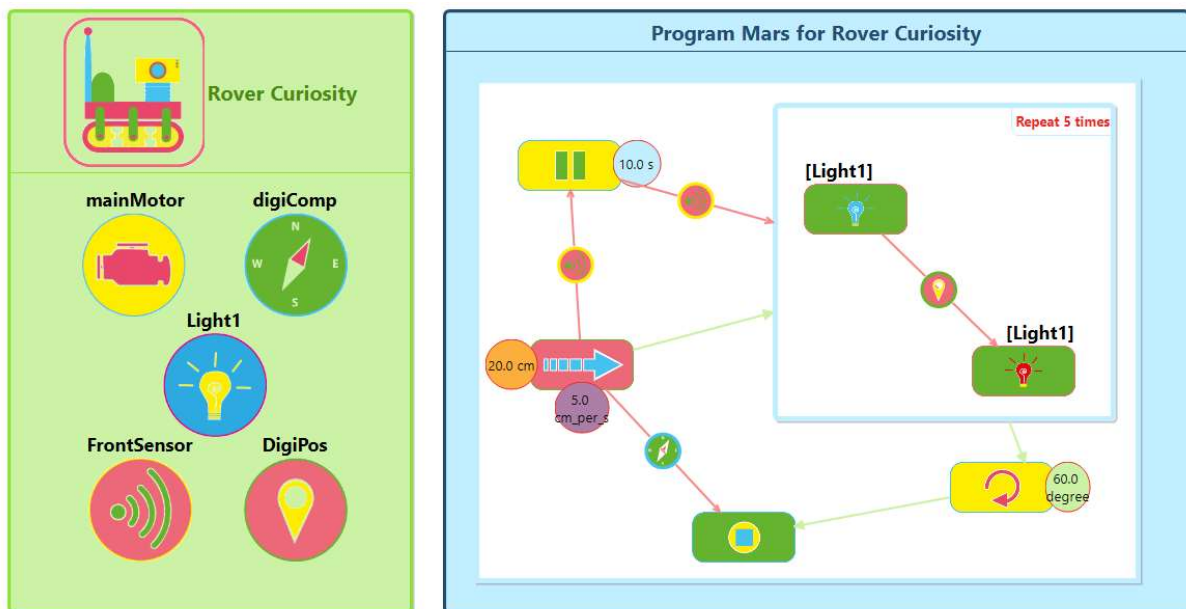 Rover Curiosity
mainMotor
digiComp
N
W
E
S
Light1
FrontSensor
DigiPos
Program Mars for Rover Curiosity
Repeat 5 times
10.0 s
[Light1]
[Light1]
20.0 cm
5.0
cm_per_s
60.0
degree